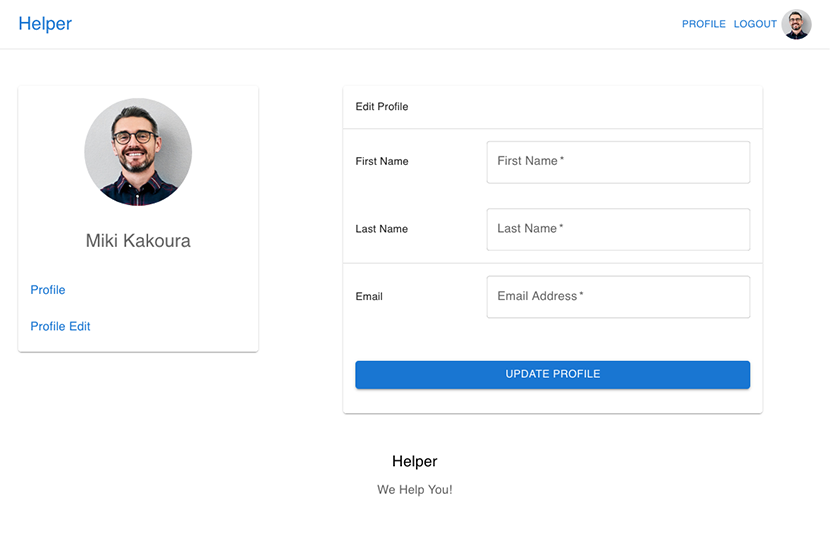 Helper
PROFILE LOGOUT
Miki Kakoura
Profile
Profile Edit
Edit Profile
First Name
First Name *
Last Name
Last Name *
Email
Email Address *
UPDATE PROFILE
Helper
We Help You!